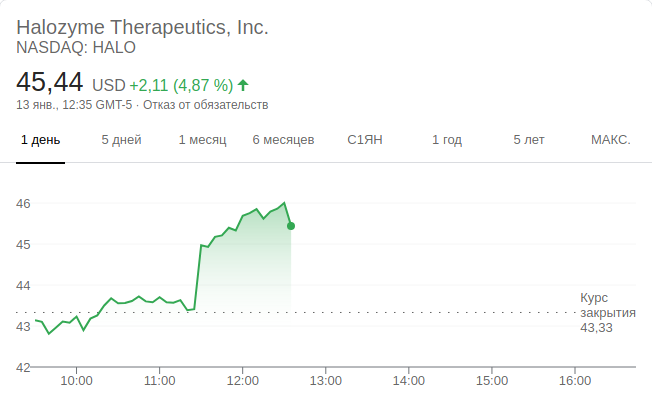 Halozyme Therapeutics, Inc.
NASDAQ: HALO
45,44 USD +2,11 (4,87 %)
13 янв., 12:35 GMT-5 · Отказ от обязательств
1 день 5 дней 1 месяц 6 месяцев С1ЯН 1 год 5 лет МАКС.
46
45
44
43
42
Курс
закрытия
43,33
10:00 11:00 12:00 13:00 14:00 15:00 16:00